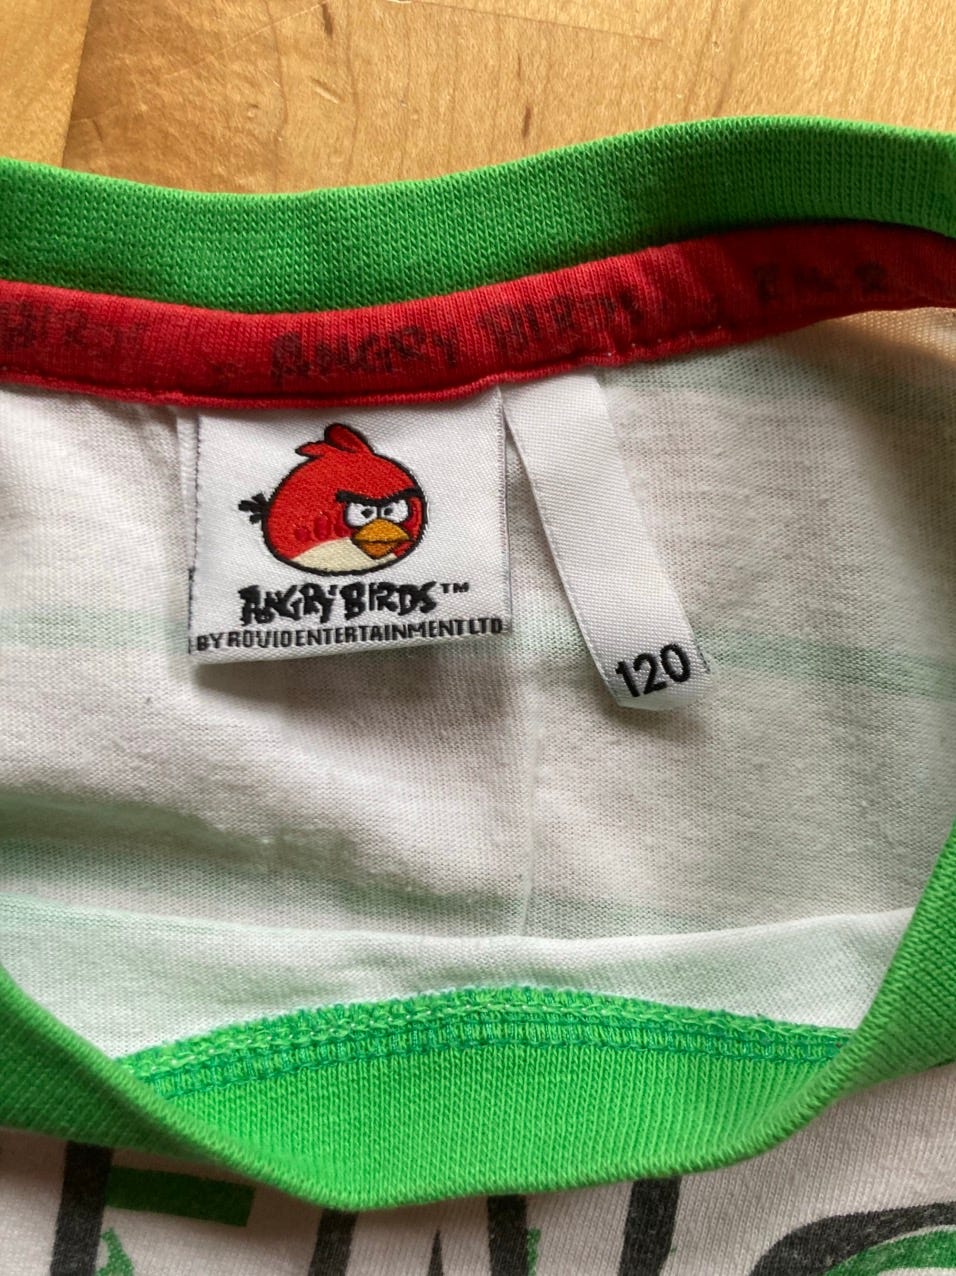 ANGRY BIRDS
ANGRY BIRDS™
BY ROVIO ENTERTAINMENT LTD
120